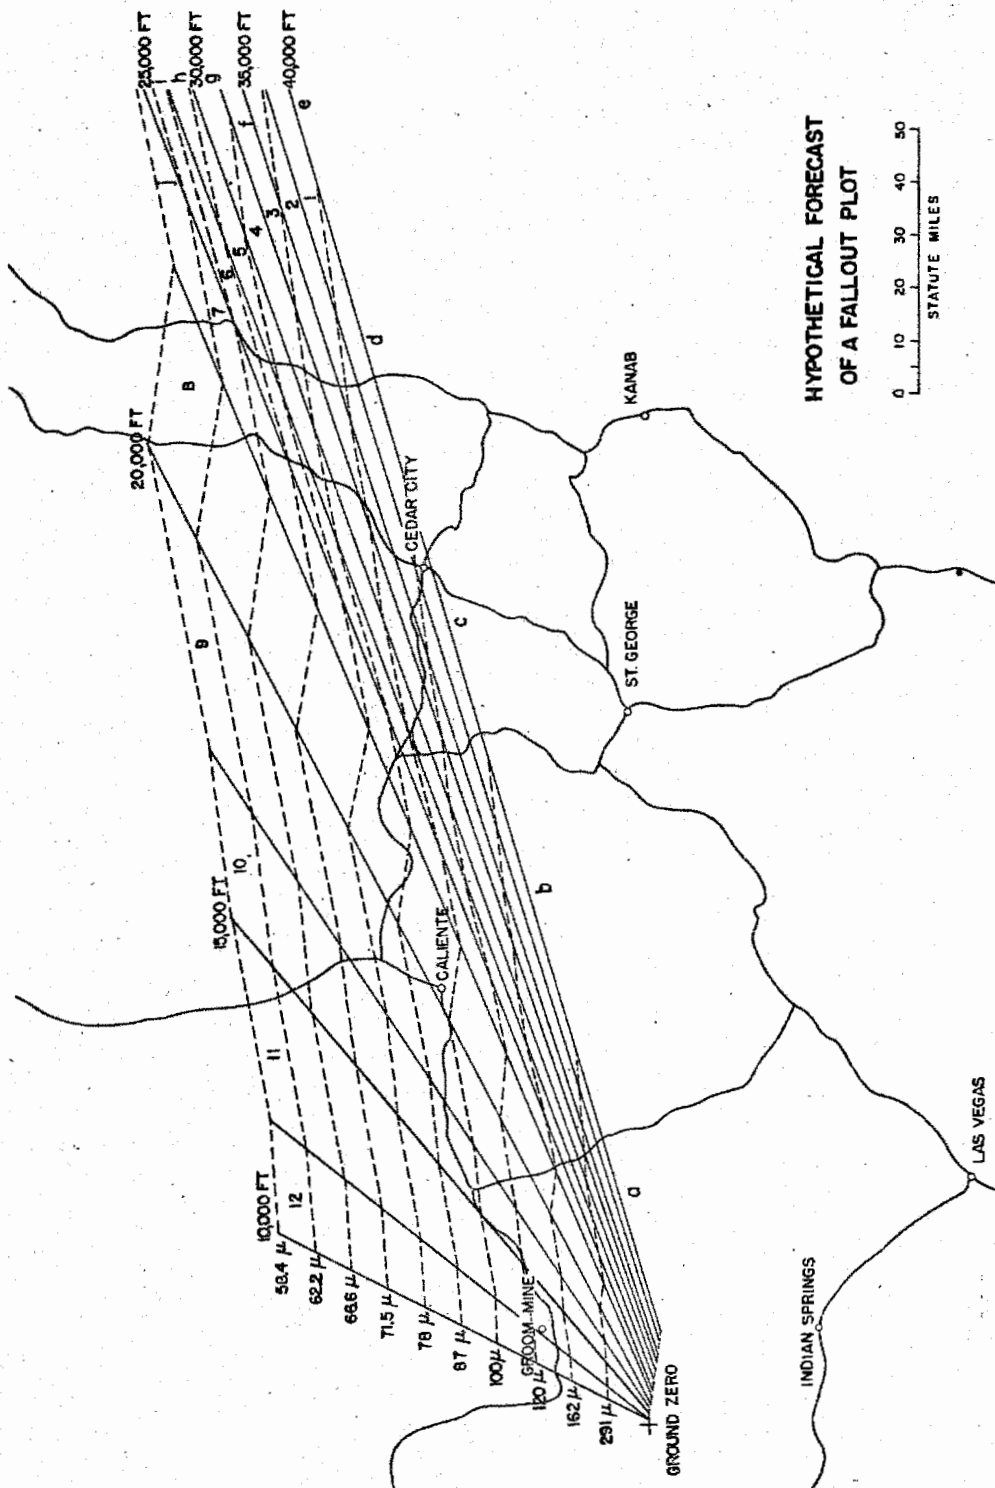 25,000 FT
i
h
30,000 FT
g
35,000 FT
f
40,000 FT
e
j
1
2
3
4
5
6
7
B
d
20,000 FT
9
CEDAR CITY
KANAB
c
ST. GEORGE
10
15,000 FT
b
CALIENTE
11
10,000 FT
12
58.4 μ
62.2 μ
66.6 μ
71.5 μ
78 μ
87 μ
100 μ
120 μ
162 μ
291 μ
GROOM MINE
a
GROUND ZERO
INDIAN SPRINGS
LAS VEGAS
HYPOTHETICAL FORECAST
OF A FALLOUT PLOT
0 10 20 30 40 50
STATUTE MILES